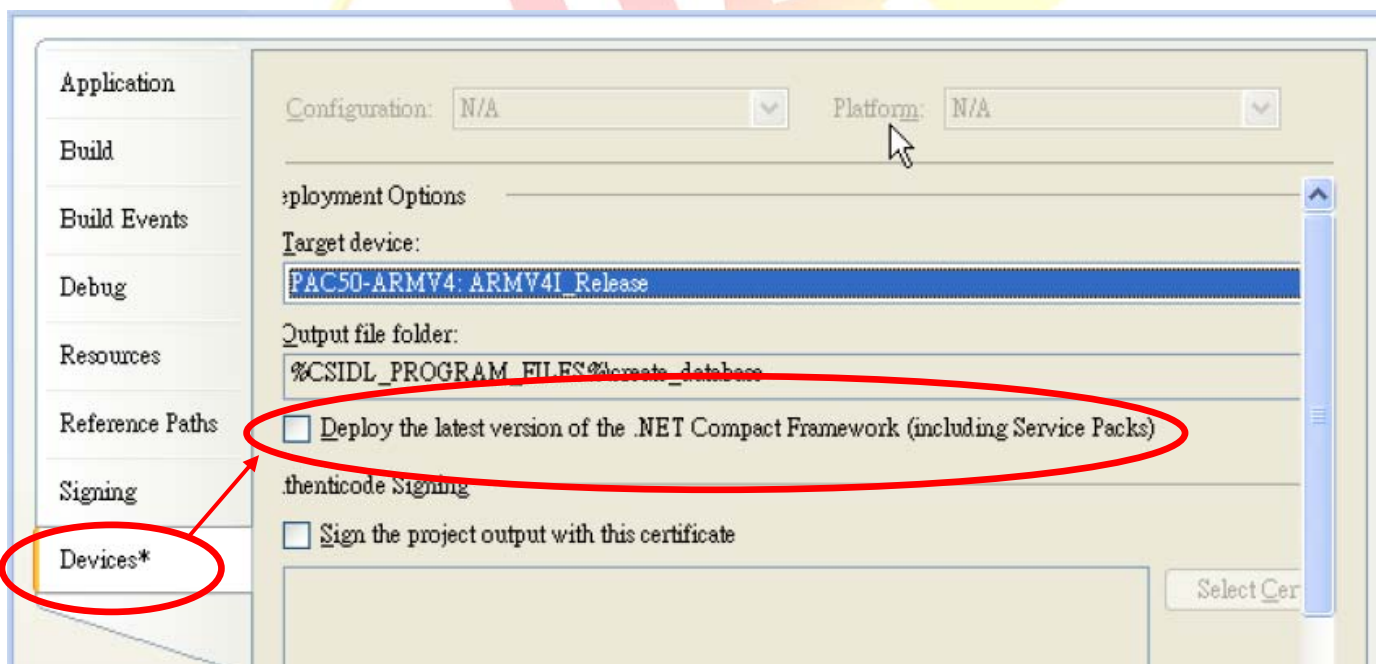 Application
Build
Build Events
Debug
Resources
Reference Paths
Signing
Devices*
Configuration: N/A Platform: N/A
eployment Options
Target device:
PAC50-ARMV4: ARMV4I_Release
Output file folder:
%CSIDL_PROGRAM_FILES%\create_database
Deploy the latest version of the .NET Compact Framework (including Service Packs)
thenticode Signing
Sign the project output with this certificate
Select Cer